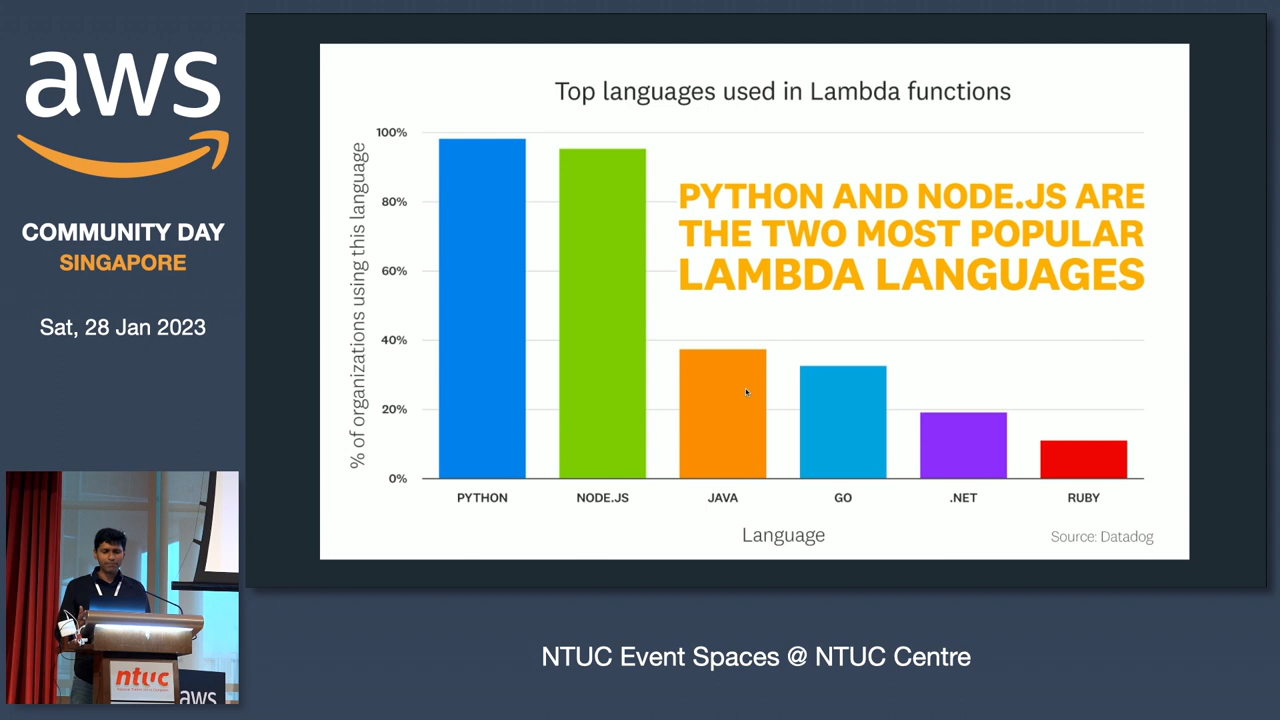 aws
COMMUNITY DAY
SINGAPORE
Sat, 28 Jan 2023
Top languages used in Lambda functions
% of organizations using this language
100%
80%
60%
40%
20%
0%
PYTHON AND NODE.JS ARE
THE TWO MOST POPULAR
LAMBDA LANGUAGES
PYTHON
NODE.JS
JAVA
GO
.NET
RUBY
Language
Source: Datadog
ntuc
aws
NTUC Event Spaces @ NTUC Centre